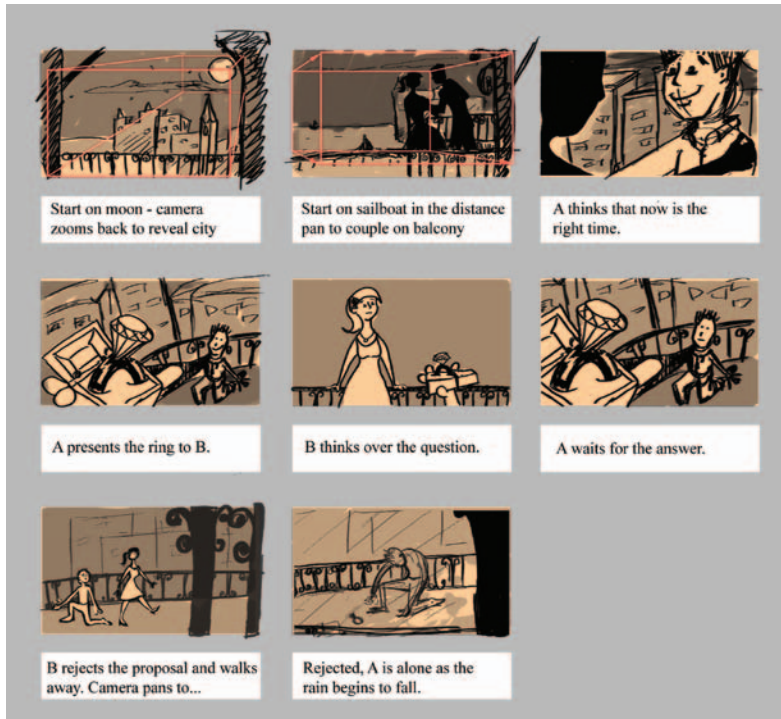 Start on moon - camera
zooms back to reveal city
Start on sailboat in the distance
pan to couple on balcony
A thinks that now is the
right time.
A presents the ring to B.
B thinks over the question.
A waits for the answer.
B rejects the proposal and walks
away. Camera pans to...
Rejected, A is alone as the
rain begins to fall.